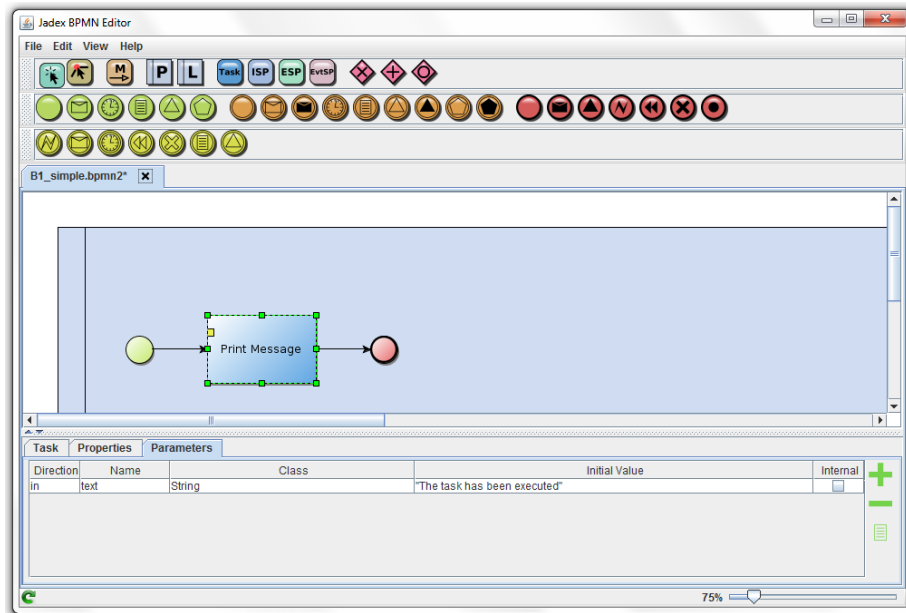 Jadex BPMN Editor
File Edit View Help
M P L Task ISP ESP EvtSP
B1_simple.bpmn2*
Print Message
Task Properties Parameters
Direction Name Class Initial Value Internal
in text String "The task has been executed"
75%